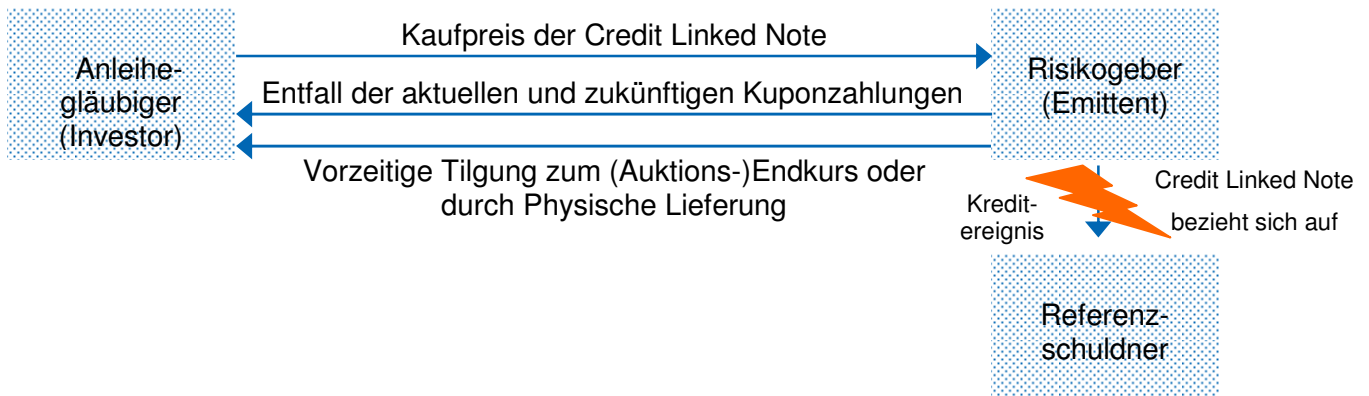 Kaufpreis der Credit Linked Note
Anleihe-
gläubiger
(Investor)
Risikogeber
(Emittent)
Entfall der aktuellen und zukünftigen Kuponzahlungen
Vorzeitige Tilgung zum (Auktions-)Endkurs oder
durch Physische Lieferung
Kredit-
ereignis
Credit Linked Note
bezieht sich auf
Referenz-
schuldner